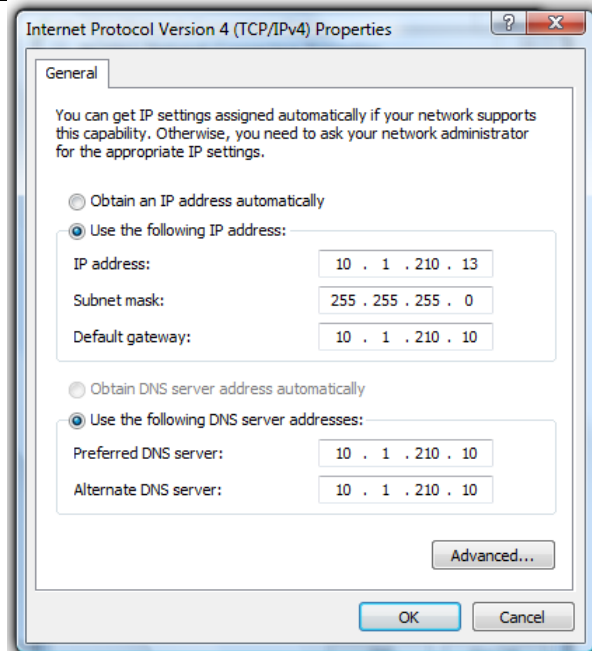 Internet Protocol Version 4 (TCP/IPv4) Properties
?
X
General
You can get IP settings assigned automatically if your network supports
this capability. Otherwise, you need to ask your network administrator
for the appropriate IP settings.
Obtain an IP address automatically
Use the following IP address:
IP address: 10 . 1 . 210 . 13
Subnet mask: 255 . 255 . 255 . 0
Default gateway: 10 . 1 . 210 . 10
Obtain DNS server address automatically
Use the following DNS server addresses:
Preferred DNS server: 10 . 1 . 210 . 10
Alternate DNS server: 10 . 1 . 210 . 10
Advanced...
OK Cancel